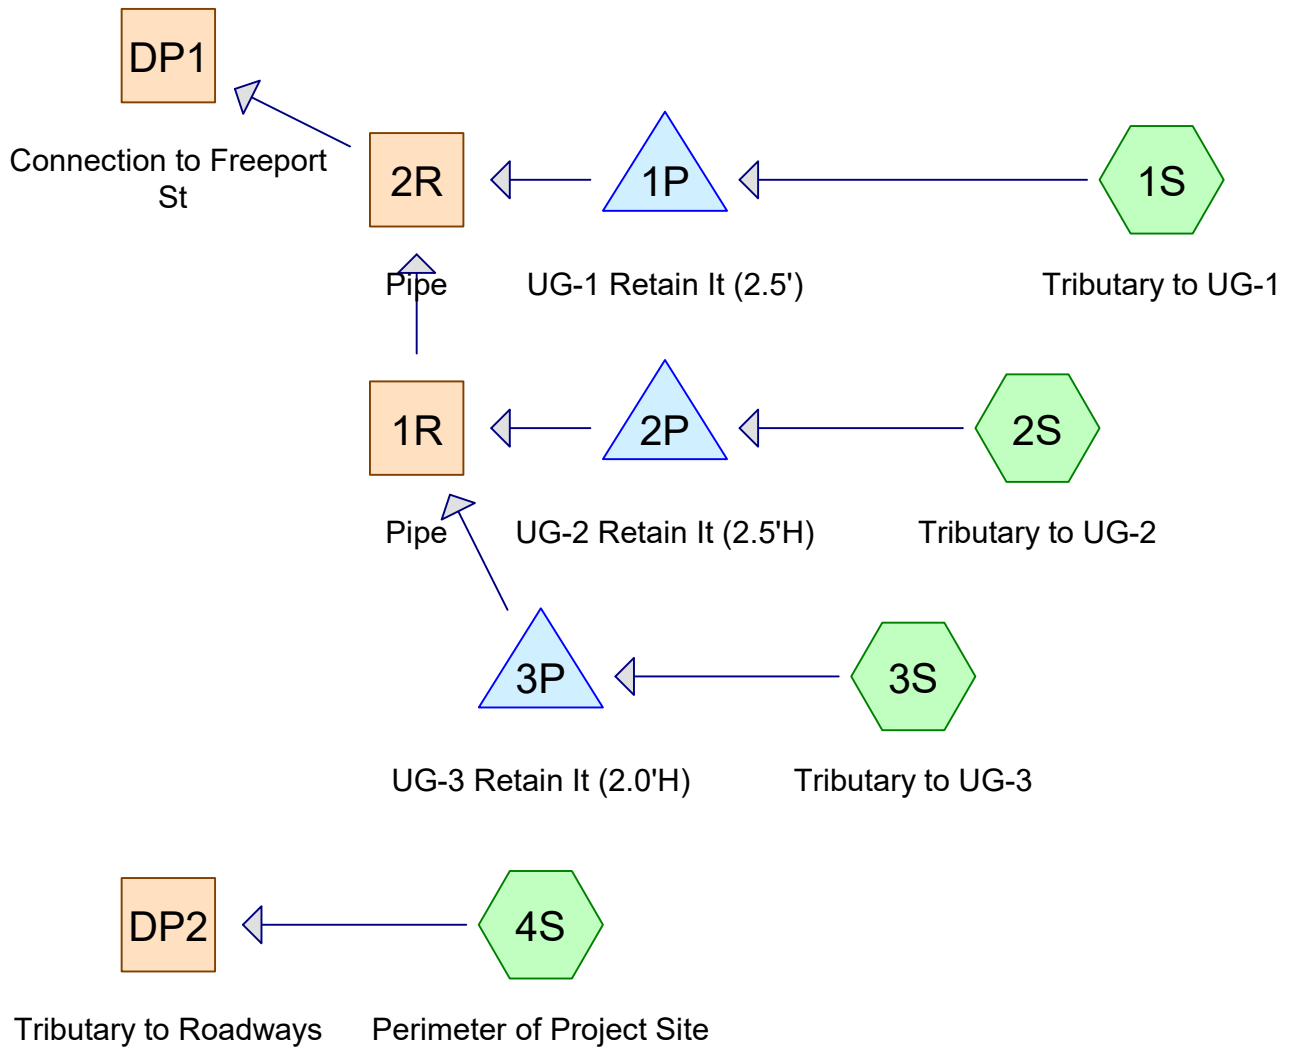 DP1
Connection to Freeport
St
2R
Pipe
1P
UG-1 Retain It (2.5')
1S
Tributary to UG-1
1R
Pipe
2P
UG-2 Retain It (2.5'H)
2S
Tributary to UG-2
3P
UG-3 Retain It (2.0'H)
3S
Tributary to UG-3
DP2
Tributary to Roadways
4S
Perimeter of Project Site